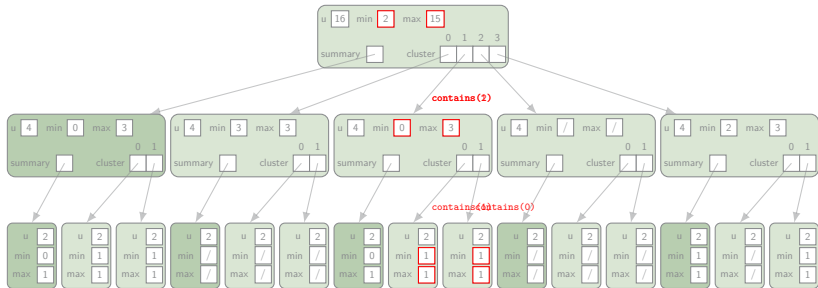 u 16 min 2 max 15
0 1 2 3
summary cluster
contains(2)
u 4 min 0 max 3 u 4 min 3 max 3 u 4 min 0 max 3 u 4 min / max / u 4 min 2 max 3
0 1 0 1 0 1 0 1 0 1
summary cluster summary cluster summary cluster summary cluster summary cluster
contains(0)
u 2 u 2 u 2 u 2 u 2 u 2 u 2 u 2 u 2 u 2 u 2 u 2 u 2 u 2 u 2
min 0 min 1 min 1 min / min / min / min 0 min 1 min 1 min / min / min / min 1 min / min 1
max 1 max 1 max 1 max / max / max / max 1 max 1 max 1 max / max / max / max 1 max / max 1